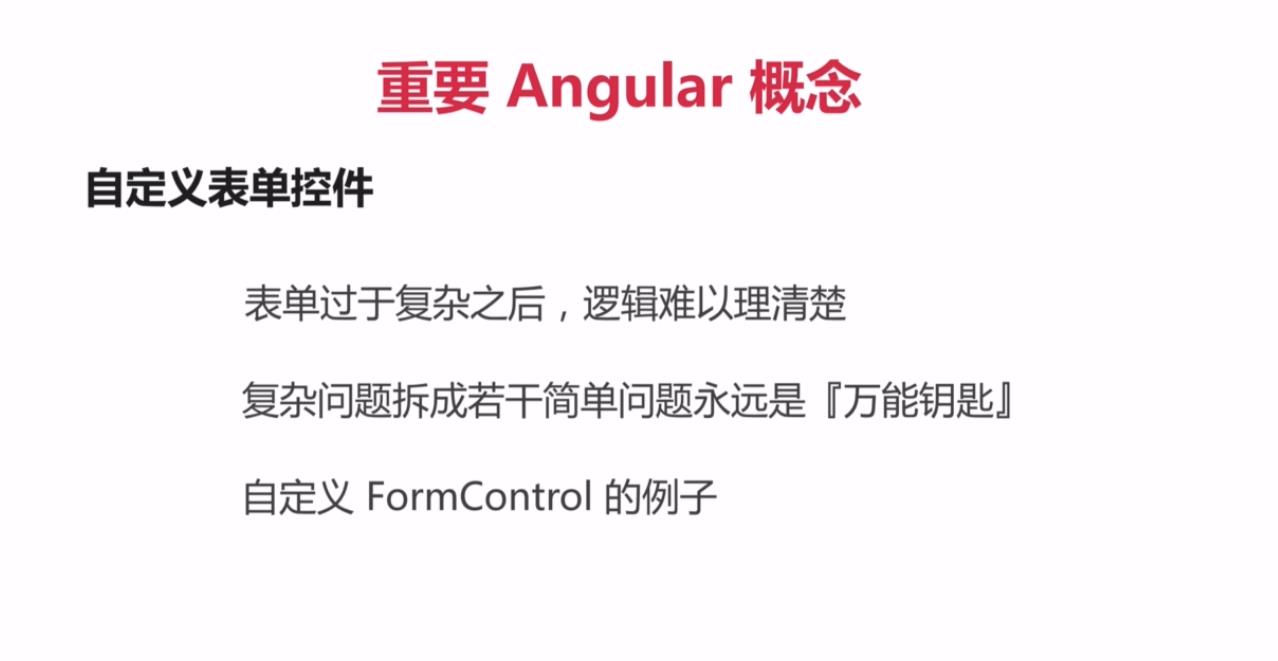 重要 Angular 概念
自定义表单控件
表单过于复杂之后，逻辑难以理清楚
复杂问题拆成若干简单问题永远是『万能钥匙』
自定义 FormControl 的例子